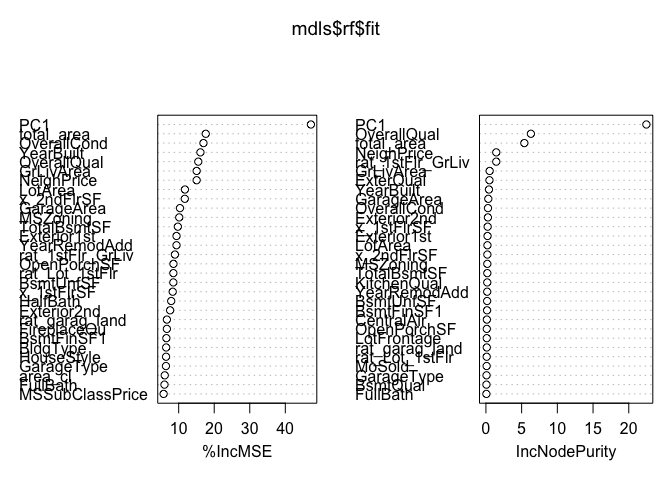 mdls$rf$fit
PC1
total_area
OverallCond
YearBuilt
OverallQual
GrLivArea
NeighPrice
LotArea
x_2ndFlrSF
GarageArea
MSZoning
TotalBsmtSF
Exterior1st
YearRemodAdd
rat_1stFlr_GrLiv
OpenPorchSF
rat_Lot_1stFlr
BsmtUnfSF
x_1stFlrSF
HalfBath
Exterior2nd
rat_garag_land
FireplaceQu
BsmtFinSF1
BldgType
HouseStyle
GarageType
area_cl
FullBath
MSSubClassPrice
10 20 30 40
%IncMSE
PC1
OverallQual
total_area
NeighPrice
rat_1stFlr_GrLiv
GrLivArea
ExterQual
YearBuilt
GarageArea
OverallCond
Exterior2nd
x_1stFlrSF
Exterior1st
LotArea
x_2ndFlrSF
MSZoning
TotalBsmtSF
KitchenQual
YearRemodAdd
BsmtUnfSF
BsmtFinSF1
CentralAir
OpenPorchSF
LotFrontage
rat_garag_land
rat_Lot_1stFlr
MoSold
GarageType
BsmtQual
FullBath
0 5 10 15 20
IncNodePurity